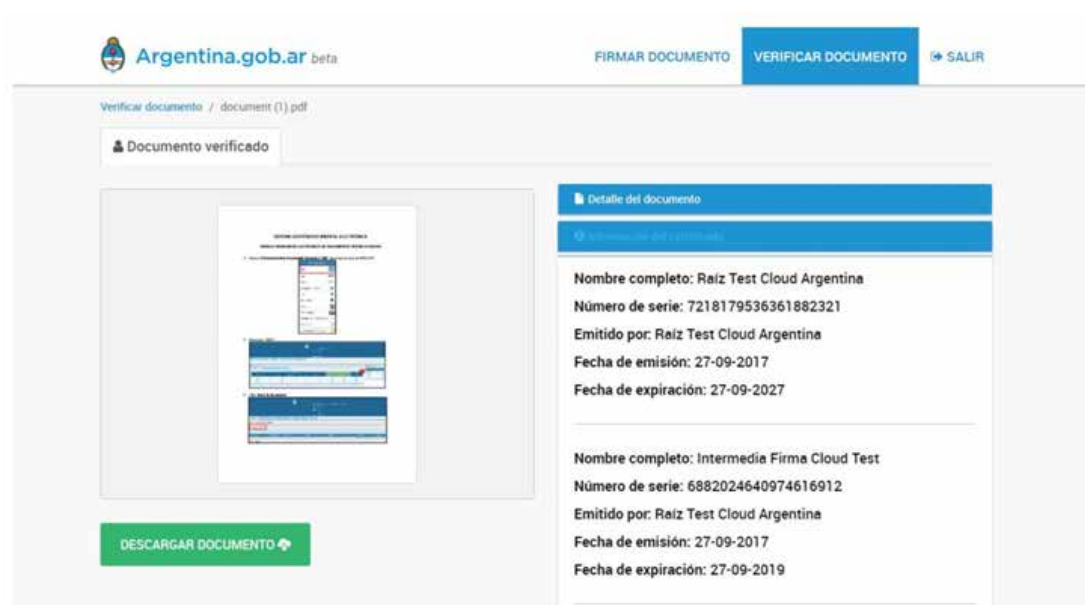 Argentina.gob.ar beta
FIRMAR DOCUMENTO
VERIFICAR DOCUMENTO
SALIR
Verificar documento / document (1).pdf
Documento verificado
Detalle del documento
Nombre completo: Raíz Test Cloud Argentina
Número de serie: 7218179536361882321
Emitido por: Raíz Test Cloud Argentina
Fecha de emisión: 27-09-2017
Fecha de expiración: 27-09-2027
Nombre completo: Intermedia Firma Cloud Test
Número de serie: 6882024640974616912
Emitido por: Raíz Test Cloud Argentina
Fecha de emisión: 27-09-2017
Fecha de expiración: 27-09-2019
DESCARGAR DOCUMENTO